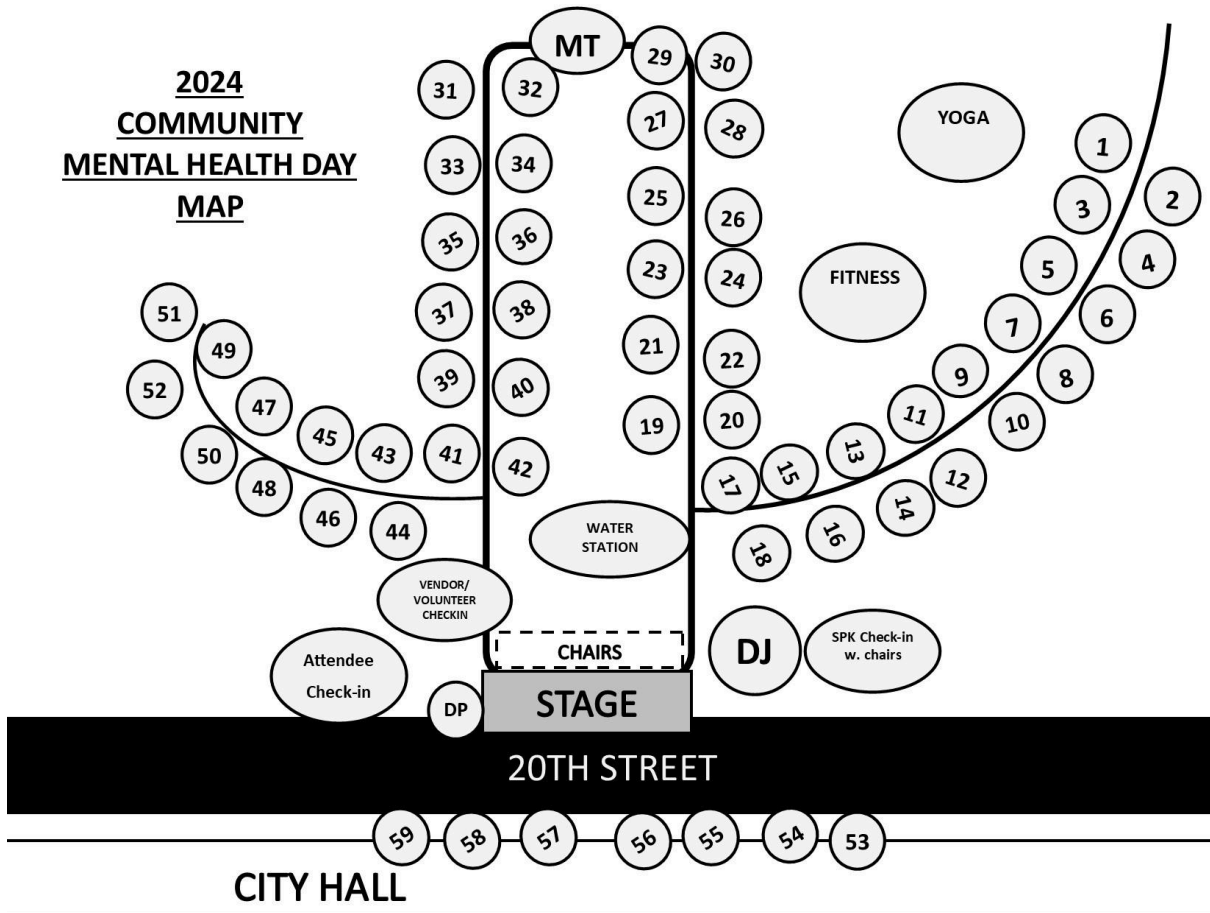 2024
COMMUNITY
MENTAL HEALTH DAY
MAP
MT
29
30
31
32
27
28
YOGA
1
33
34
25
26
3
2
35
36
23
24
FITNESS
5
4
51
37
38
21
22
7
6
49
52
39
40
19
20
9
8
47
45
43
41
42
17
15
13
11
10
50
48
46
44
18
16
14
12
WATER
STATION
VENDOR/
VOLUNTEER
CHECKIN
CHAIRS
DJ
SPK Check-in
w. chairs
Attendee
Check-in
DP
STAGE
20TH STREET
59
58
57
56
55
54
53
CITY HALL